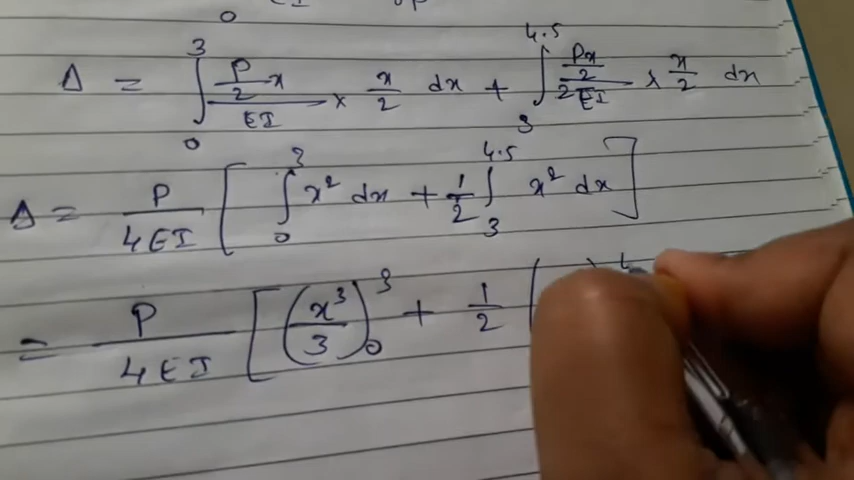 0
Δ = ∫₀³ (P/2 x)/EI × x/2 dx + ∫₃^4.5 (Px/2)/2EI × x/2 dx
Δ = P/4EI [ ∫₀³ x² dx + 1/2 ∫₃^4.5 x² dx ]
= P/4EI [ (x³/3)₀³ + 1/2 (